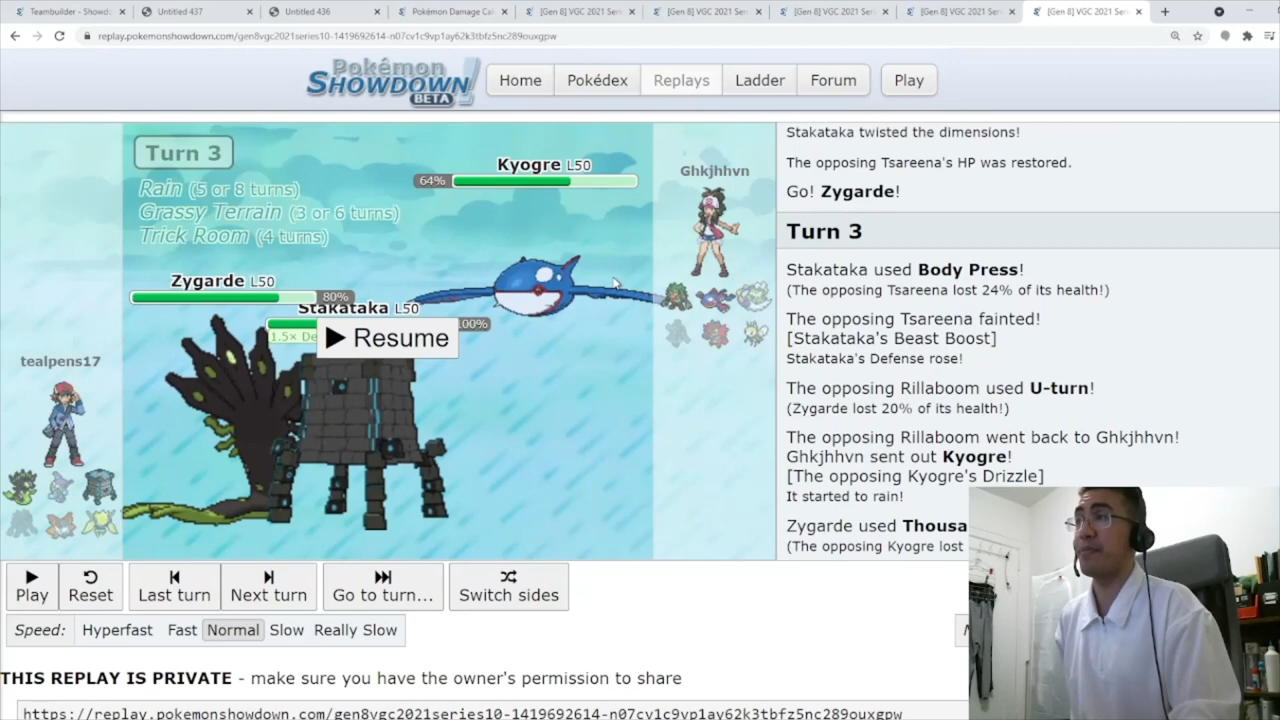 Teambuilder - Showd
Untitled 437
Untitled 436
Pokémon Damage Cal
[Gen 8] VGC 2021 Seri
[Gen 8] VGC 2021 Seri
[Gen 8] VGC 2021 Seri
[Gen 8] VGC 2021 Seri
[Gen 8] VGC 2021 Seri
replay.pokemonshowdown.com/gen8vgc2021series10-1419692614-n07cv1c9vp1ay62k3tbfz5nc289ouxgpw
Pokémon
SHOWDOWN!
BETA
Home
Pokédex
Replays
Ladder
Forum
Play
Turn 3
Rain (5 or 8 turns)
Grassy Terrain (3 or 6 turns)
Trick Room (4 turns)
Kyogre L50
64%
Zygarde L50
80%
Stakataka L50
100%
1.5× De
Resume
tealpens17
Ghkjhhvn
Stakataka twisted the dimensions!
The opposing Tsareena's HP was restored.
Go! Zygarde!
Turn 3
Stakataka used Body Press!
(The opposing Tsareena lost 24% of its health!)
The opposing Tsareena fainted!
[Stakataka's Beast Boost]
Stakataka's Defense rose!
The opposing Rillaboom used U-turn!
(Zygarde lost 20% of its health!)
The opposing Rillaboom went back to Ghkjhhvn!
Ghkjhhvn sent out Kyogre!
[The opposing Kyogre's Drizzle]
It started to rain!
Zygarde used Thousa
(The opposing Kyogre lost
Play
Reset
Last turn
Next turn
Go to turn...
Switch sides
Speed:
Hyperfast
Fast
Normal
Slow
Really Slow
THIS REPLAY IS PRIVATE - make sure you have the owner's permission to share
https://replay.pokemonshowdown.com/gen8vgc2021series10-1419692614-n07cv1c9vp1ay62k3tbfz5nc289ouxgpw